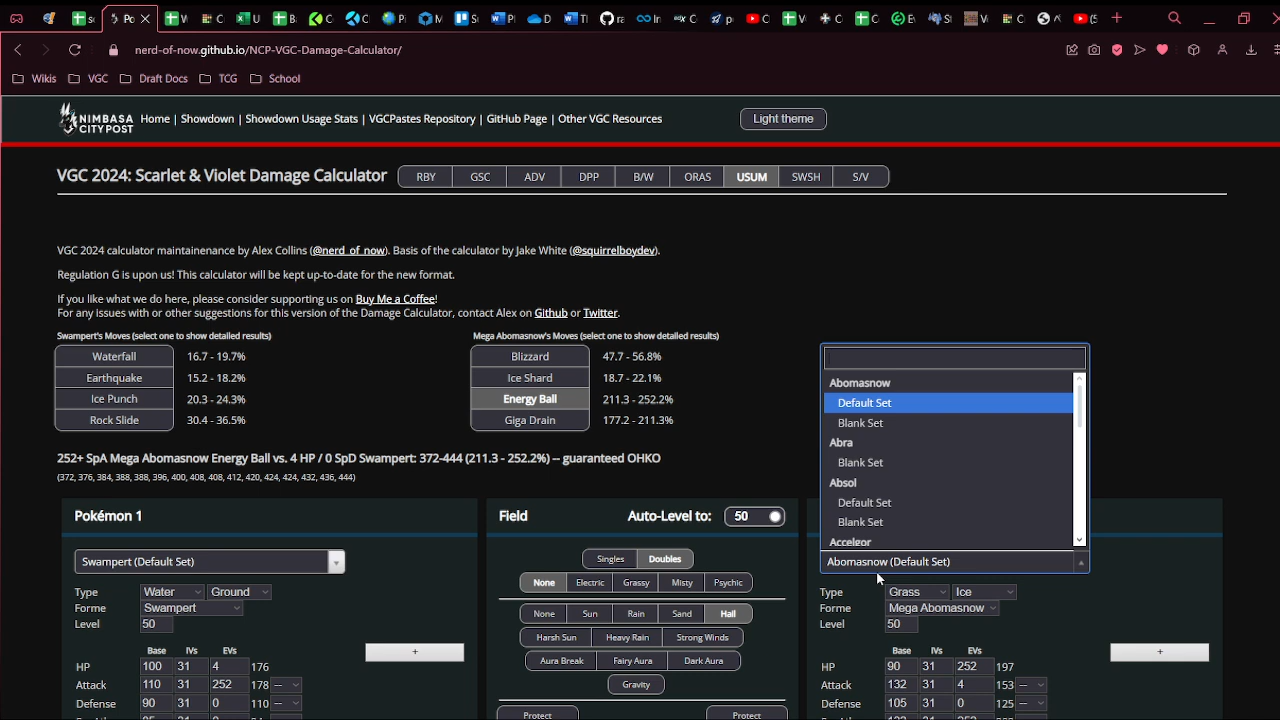 Po
W
C
U
B
C
C
Pi
M
S
P
D
T
ra
In
C
p
C
V
C
C
E
S
V
C
A
(5
nerd-of-now.github.io/NCP-VGC-Damage-Calculator/
Wikis VGC Draft Docs TCG School
NIMBASA CITY POST
Home | Showdown | Showdown Usage Stats | VGCPastes Repository | GitHub Page | Other VGC Resources Light theme
VGC 2024: Scarlet & Violet Damage Calculator RBY GSC ADV DPP B/W ORAS USUM SWSH S/V
VGC 2024 calculator maintainenance by Alex Collins (@nerd_of_now). Basis of the calculator by Jake White (@squirrelboydev).
Regulation G is upon us! This calculator will be kept up-to-date for the new format.
If you like what we do here, please consider supporting us on Buy Me a Coffee!
For any issues with or other suggestions for this version of the Damage Calculator, contact Alex on Github or Twitter.
Swampert's Moves (select one to show detailed results) Mega Abomasnow's Moves (select one to show detailed results)
Waterfall 16.7 - 19.7% Blizzard 47.7 - 56.8%
Earthquake 15.2 - 18.2% Ice Shard 18.7 - 22.1%
Ice Punch 20.3 - 24.3% Energy Ball 211.3 - 252.2%
Rock Slide 30.4 - 36.5% Giga Drain 177.2 - 211.3%
252+ SpA Mega Abomasnow Energy Ball vs. 4 HP / 0 SpD Swampert: 372-444 (211.3 - 252.2%) -- guaranteed OHKO
(372, 376, 384, 388, 388, 396, 400, 408, 408, 412, 420, 424, 424, 432, 436, 444)
Abomasnow
Default Set
Blank Set
Abra
Blank Set
Absol
Default Set
Blank Set
Accelgor
Abomasnow (Default Set)
Pokémon 1
Swampert (Default Set)
Type Water Ground
Forme Swampert
Level 50
Base IVs EVs
+
HP 100 31 4 176
Attack 110 31 252 178 --
Defense 90 31 0 110 --
Field Auto-Level to: 50
Singles Doubles
None Electric Grassy Misty Psychic
None Sun Rain Sand Hail
Harsh Sun Heavy Rain Strong Winds
Aura Break Fairy Aura Dark Aura
Gravity
Protect Protect
Type Grass Ice
Forme Mega Abomasnow
Level 50
Base IVs EVs
+
HP 90 31 252 197
Attack 132 31 4 153 --
Defense 105 31 0 125 --